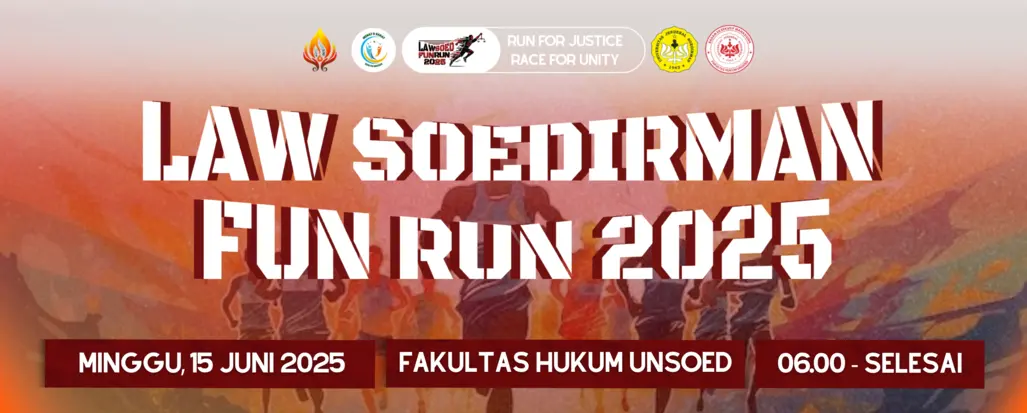 LAWSOED
FUNRUN
2025
RUN FOR JUSTICE
RACE FOR UNITY
LAW SOEDIRMAN
FUN RUN 2025
MINGGU, 15 JUNI 2025
FAKULTAS HUKUM UNSOED
06.00 - SELESAI